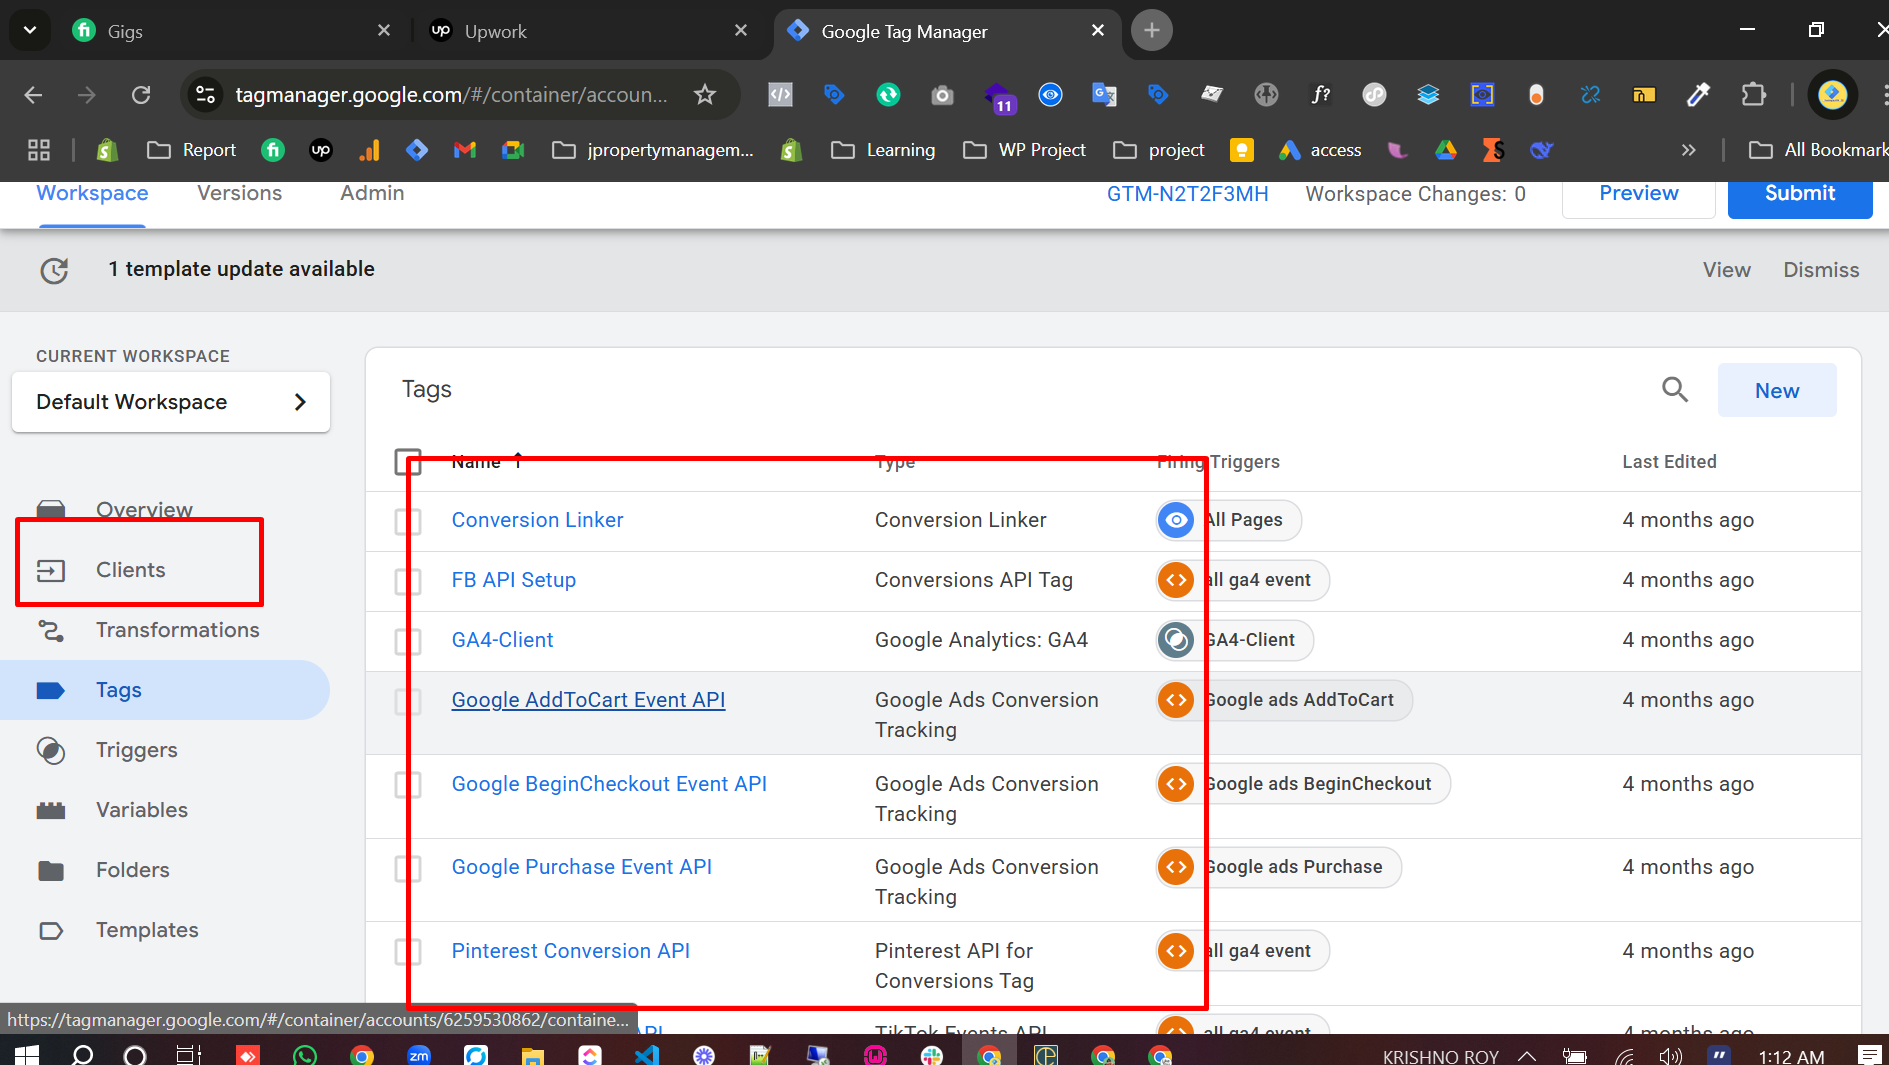 Gigs
Upwork
Google Tag Manager
tagmanager.google.com/#/container/accoun...
11
f?
Report
jpropertymanagem...
Learning
WP Project
project
access
All Bookmark
Workspace
Versions
Admin
GTM-N2T2F3MH
Workspace Changes: 0
Preview
Submit
1 template update available
View
Dismiss
CURRENT WORKSPACE
Default Workspace
Overview
Clients
Transformations
Tags
Triggers
Variables
Folders
Templates
Tags
New
Name ↑ Type Firing Triggers Last Edited
Conversion Linker Conversion Linker All Pages 4 months ago
FB API Setup Conversions API Tag all ga4 event 4 months ago
GA4-Client Google Analytics: GA4 GA4-Client 4 months ago
Google AddToCart Event API Google Ads Conversion Google ads AddToCart 4 months ago
Tracking
Google BeginCheckout Event API Google Ads Conversion Google ads BeginCheckout 4 months ago
Tracking
Google Purchase Event API Google Ads Conversion Google ads Purchase 4 months ago
Tracking
Pinterest Conversion API Pinterest API for all ga4 event 4 months ago
Conversions Tag
API TikTok Events API all ga4 event 4 months ago
https://tagmanager.google.com/#/container/accounts/6259530862/containe...
zm
KRISHNO ROY
1:12 AM